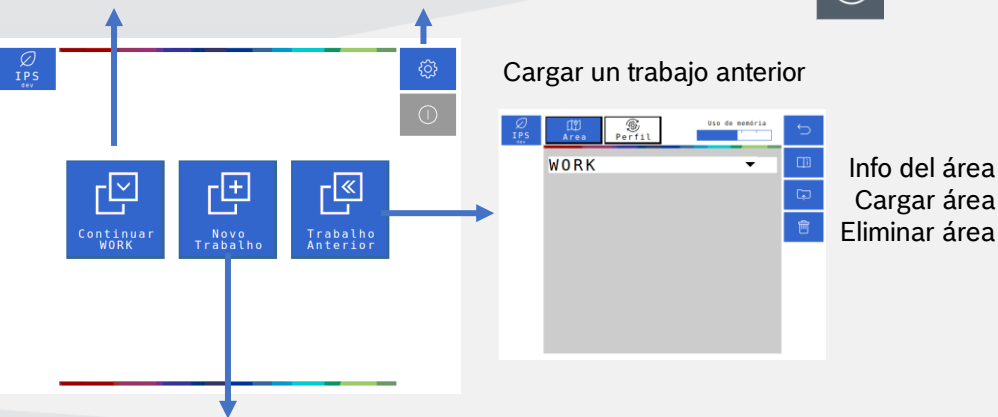 IPS
dev
Continuar
WORK
Novo
Trabalho
Trabalho
Anterior
Cargar un trabajo anterior
IPS
dev
Area
Perfil
Uso de memória
WORK
Info del área
Cargar área
Eliminar área